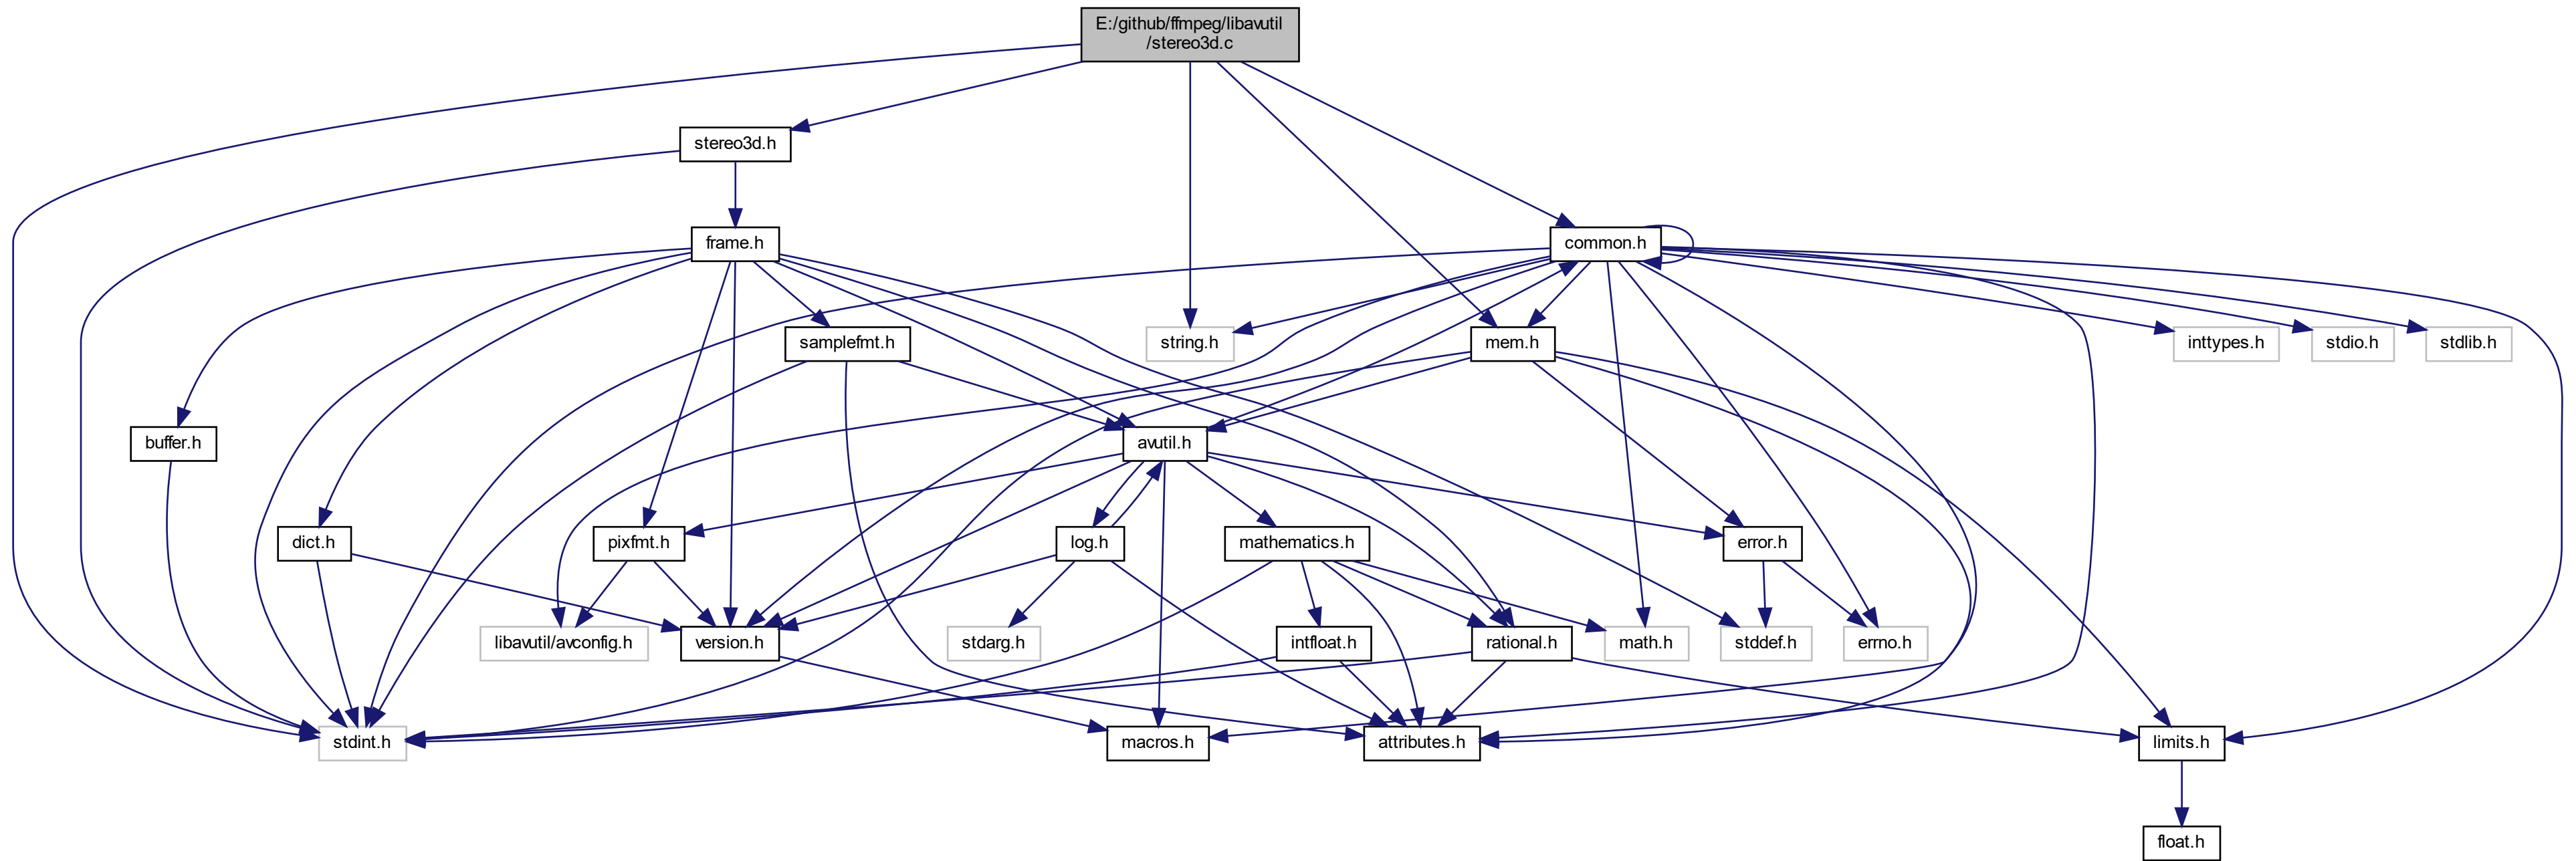 E:/github/ffmpeg/libavutil
/stereo3d.c
stereo3d.h
frame.h
common.h
samplefmt.h
string.h
mem.h
inttypes.h
stdio.h
stdlib.h
buffer.h
avutil.h
dict.h
pixfmt.h
log.h
mathematics.h
error.h
libavutil/avconfig.h
version.h
stdarg.h
intfloat.h
rational.h
math.h
stddef.h
errno.h
stdint.h
macros.h
attributes.h
limits.h
float.h